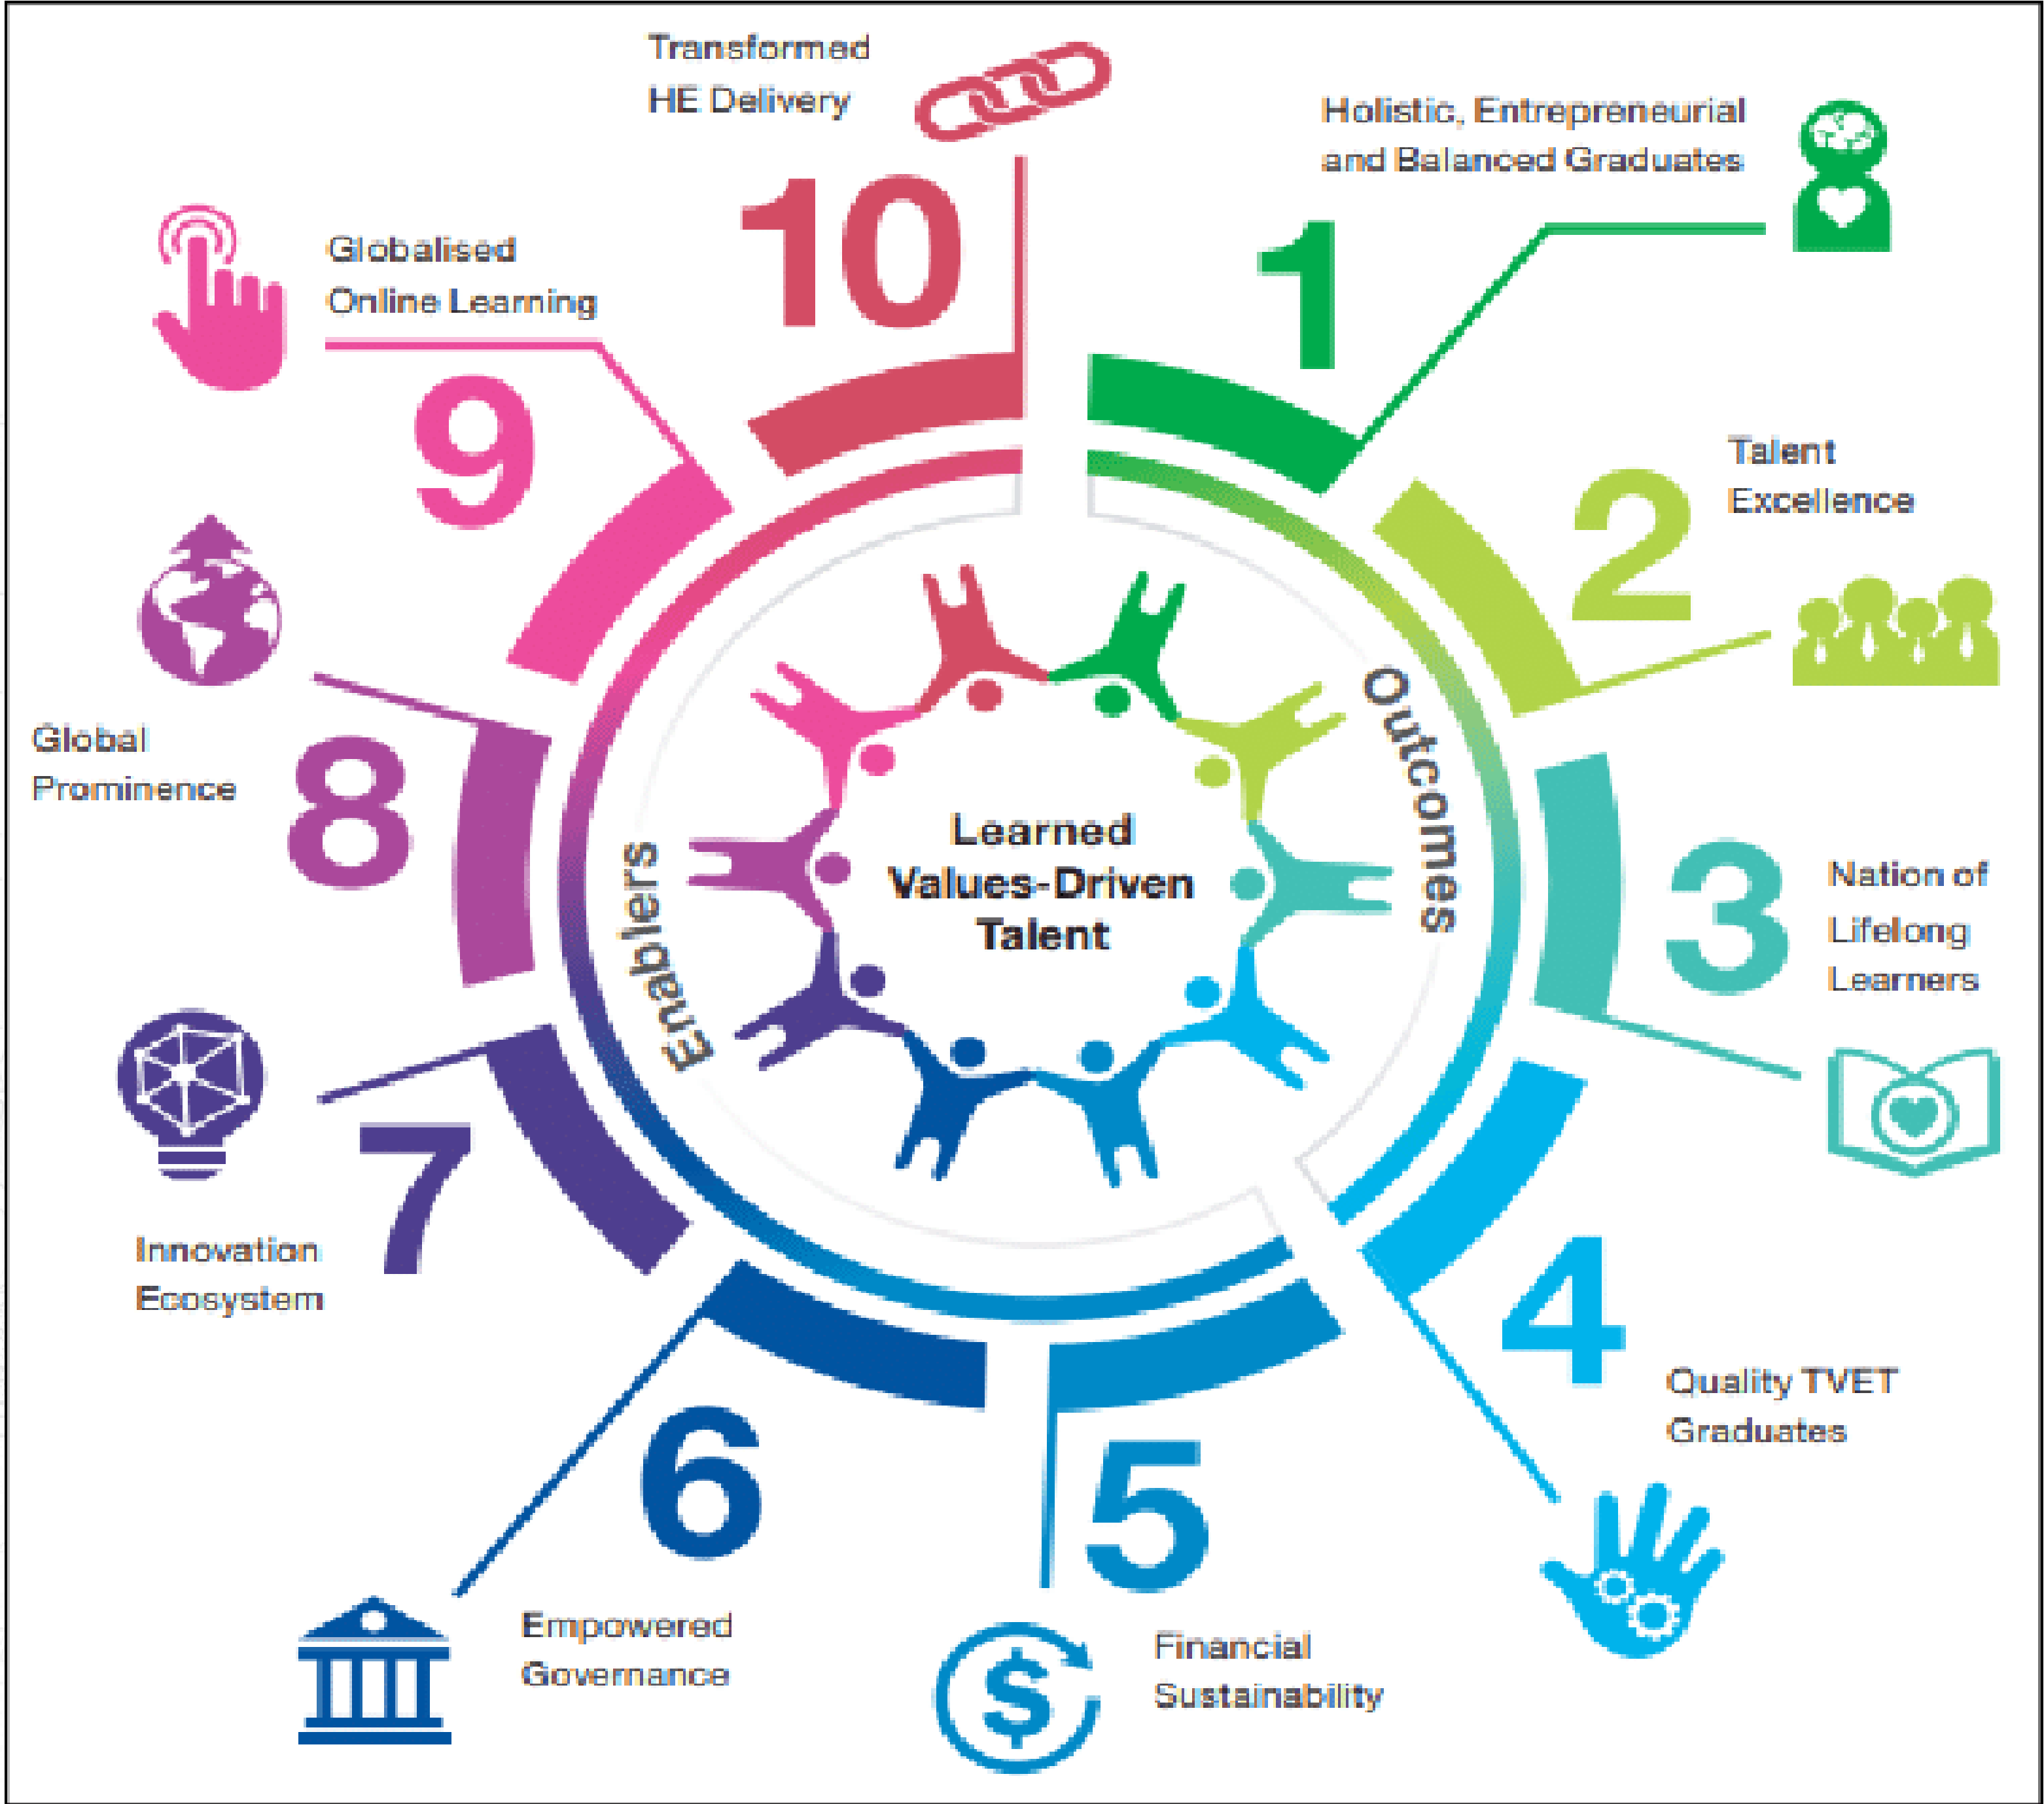 Transformed
HE Delivery
10
Holistic, Entrepreneurial
and Balanced Graduates
1
Talent
Excellence
2
3
Nation of
Lifelong
Learners
4
Quality TVET
Graduates
5
Financial
Sustainability
6
Empowered
Governance
7
Innovation
Ecosystem
8
Global
Prominence
9
Globalised
Online Learning
Outcomes
Enablers
Learned
Values-Driven
Talent
$